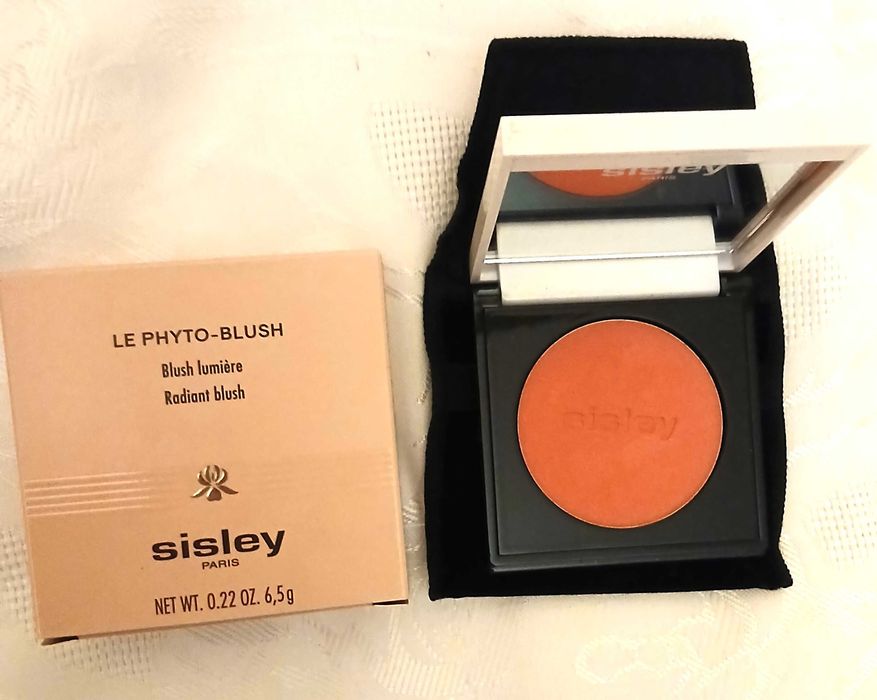 LE PHYTO-BLUSH
Blush lumière
Radiant blush
sisley
PARIS
NET WT. 0.22 OZ. 6,5g
sisley
PARIS
sisley